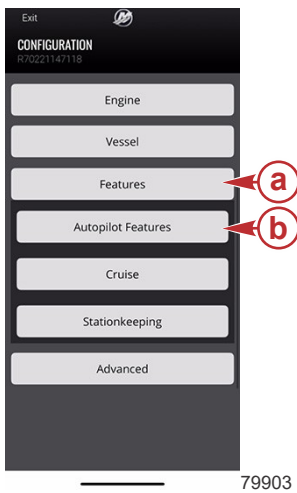 Exit
CONFIGURATION
R70221147118
Engine
Vessel
Features
a
Autopilot Features
b
Cruise
Stationkeeping
Advanced
79903